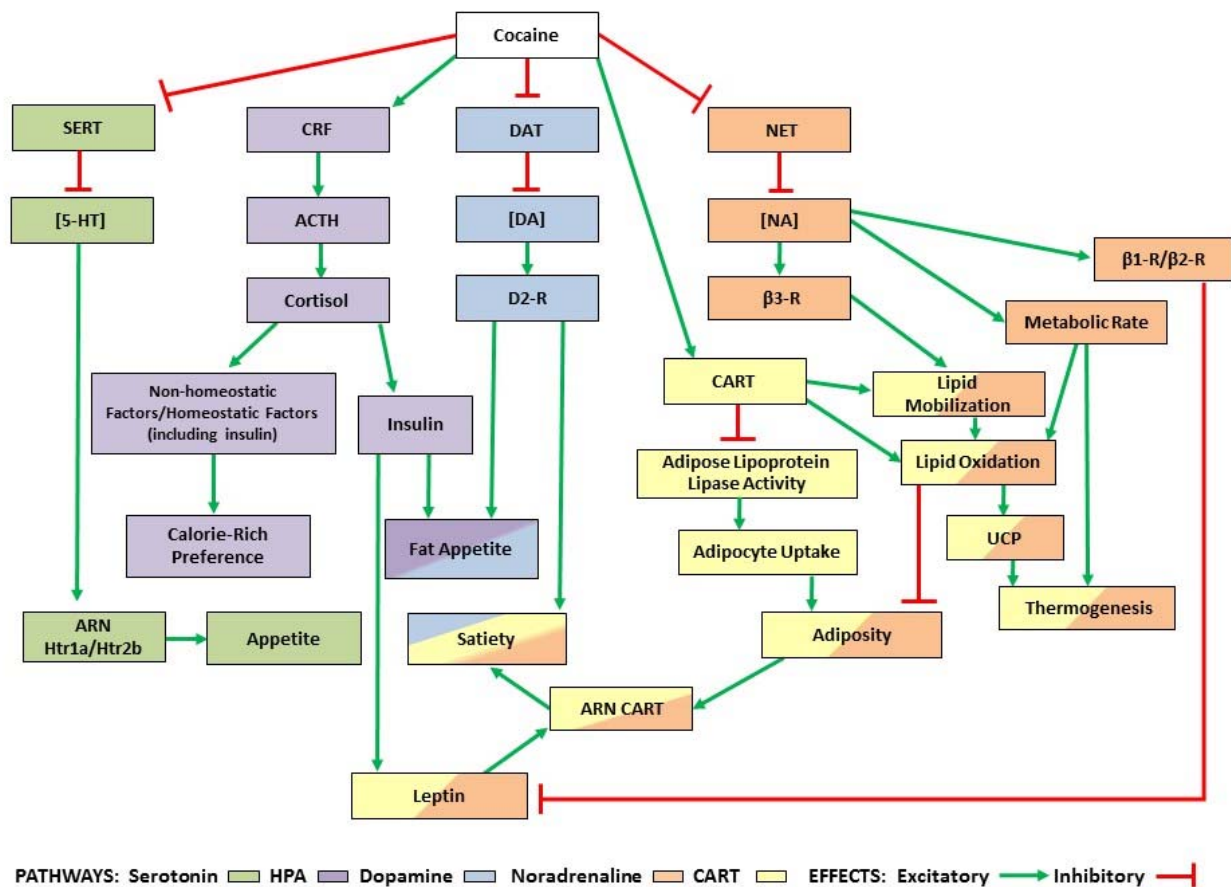 Cocaine
SERT
CRF
DAT
NET
[5-HT]
ACTH
[DA]
[NA]
β1-R/β2-R
Cortisol
D2-R
β3-R
Metabolic Rate
Non-homeostatic
Factors/Homeostatic Factors
(including insulin)
Insulin
CART
Lipid
Mobilization
Adipose Lipoprotein
Lipase Activity
Lipid Oxidation
Calorie-Rich
Preference
Fat Appetite
Adipocyte Uptake
UCP
Thermogenesis
ARN
Htr1a/Htr2b
Appetite
Satiety
Adiposity
ARN CART
Leptin
PATHWAYS: Serotonin HPA Dopamine Noradrenaline CART EFFECTS: Excitatory Inhibitory